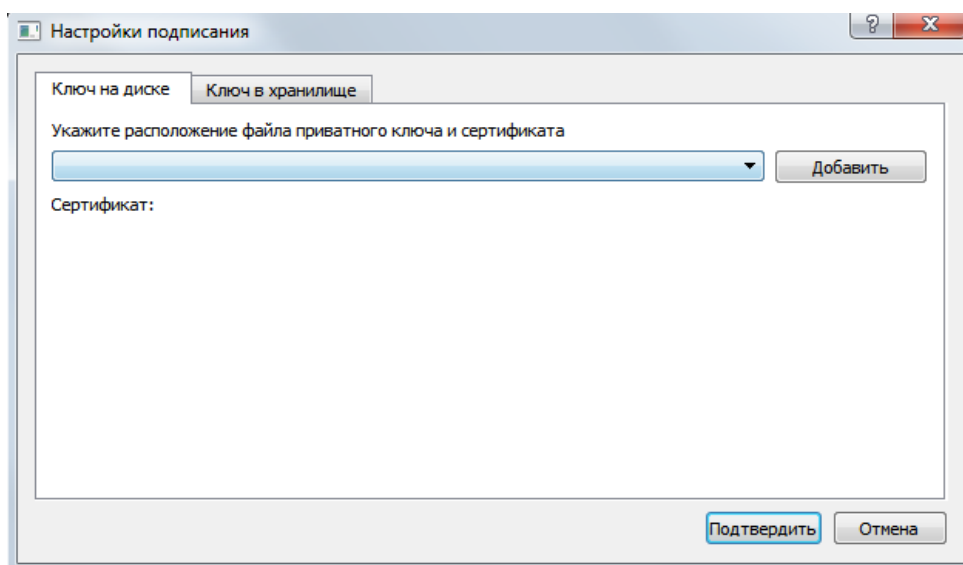 Настройки подписания
Ключ на диске
Ключ в хранилище
Укажите расположение файла приватного ключа и сертификата
Добавить
Сертификат:
Подтвердить
Отмена